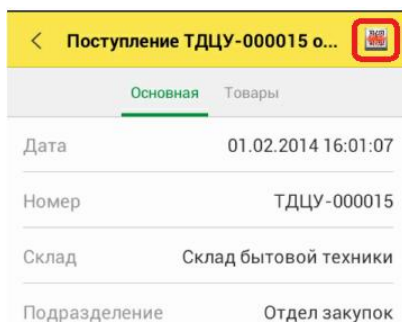 Поступление ТДЦУ-000015 о...
Основная Товары
Дата 01.02.2014 16:01:07
Номер ТДЦУ-000015
Склад Склад бытовой техники
Подразделение Отдел закупок